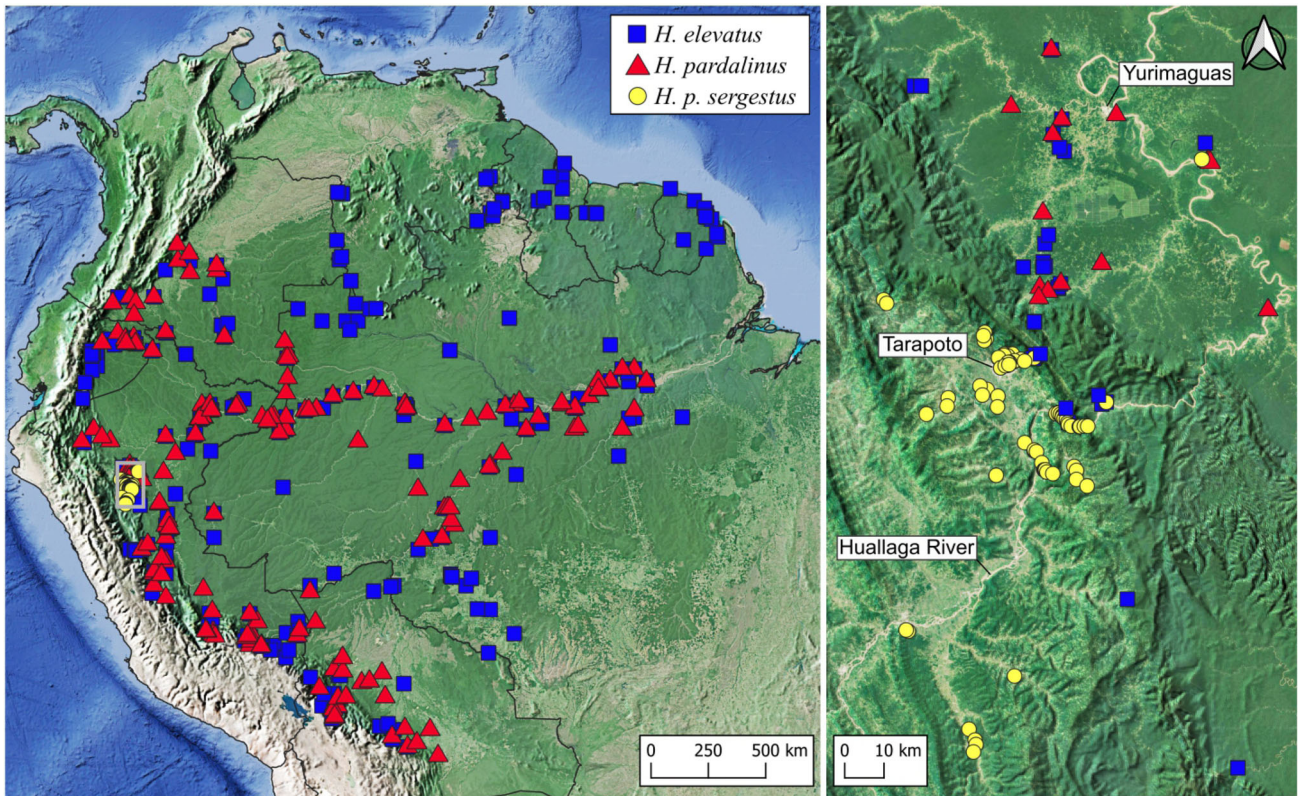 H. elevatus
H. pardalinus
H. p. sergestus
0 250 500 km
Yurimaguas
Tarapoto
Huallaga River
0 10 km